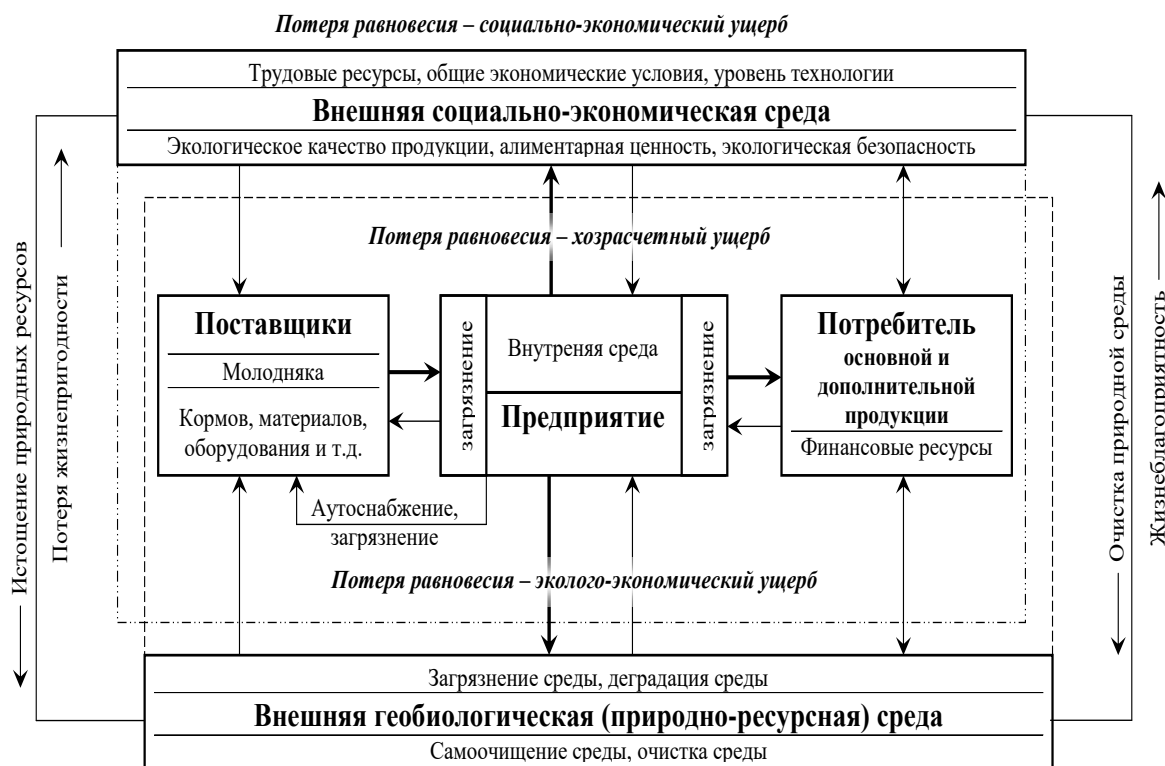 Потеря равновесия – социально-экономический ущерб
Трудовые ресурсы, общие экономические условия, уровень технологии
Внешняя социально-экономическая среда
Экологическое качество продукции, алиментарная ценность, экологическая безопасность
Истощение природных ресурсов
Потеря жизнепригодности
Потеря равновесия – хозрасчетный ущерб
Поставщики
Молодняка
Кормов, материалов,
оборудования и т.д.
загрязнение
Внутреняя среда
Предприятие
загрязнение
Потребитель
основной и
дополнительной
продукции
Финансовые ресурсы
Аутоснабжение,
загрязнение
Потеря равновесия – эколого-экономический ущерб
Очистка природной среды
Жизнеблагоприятность
Загрязнение среды, деградация среды
Внешняя геобиологическая (природно-ресурсная) среда
Самоочищение среды, очистка среды